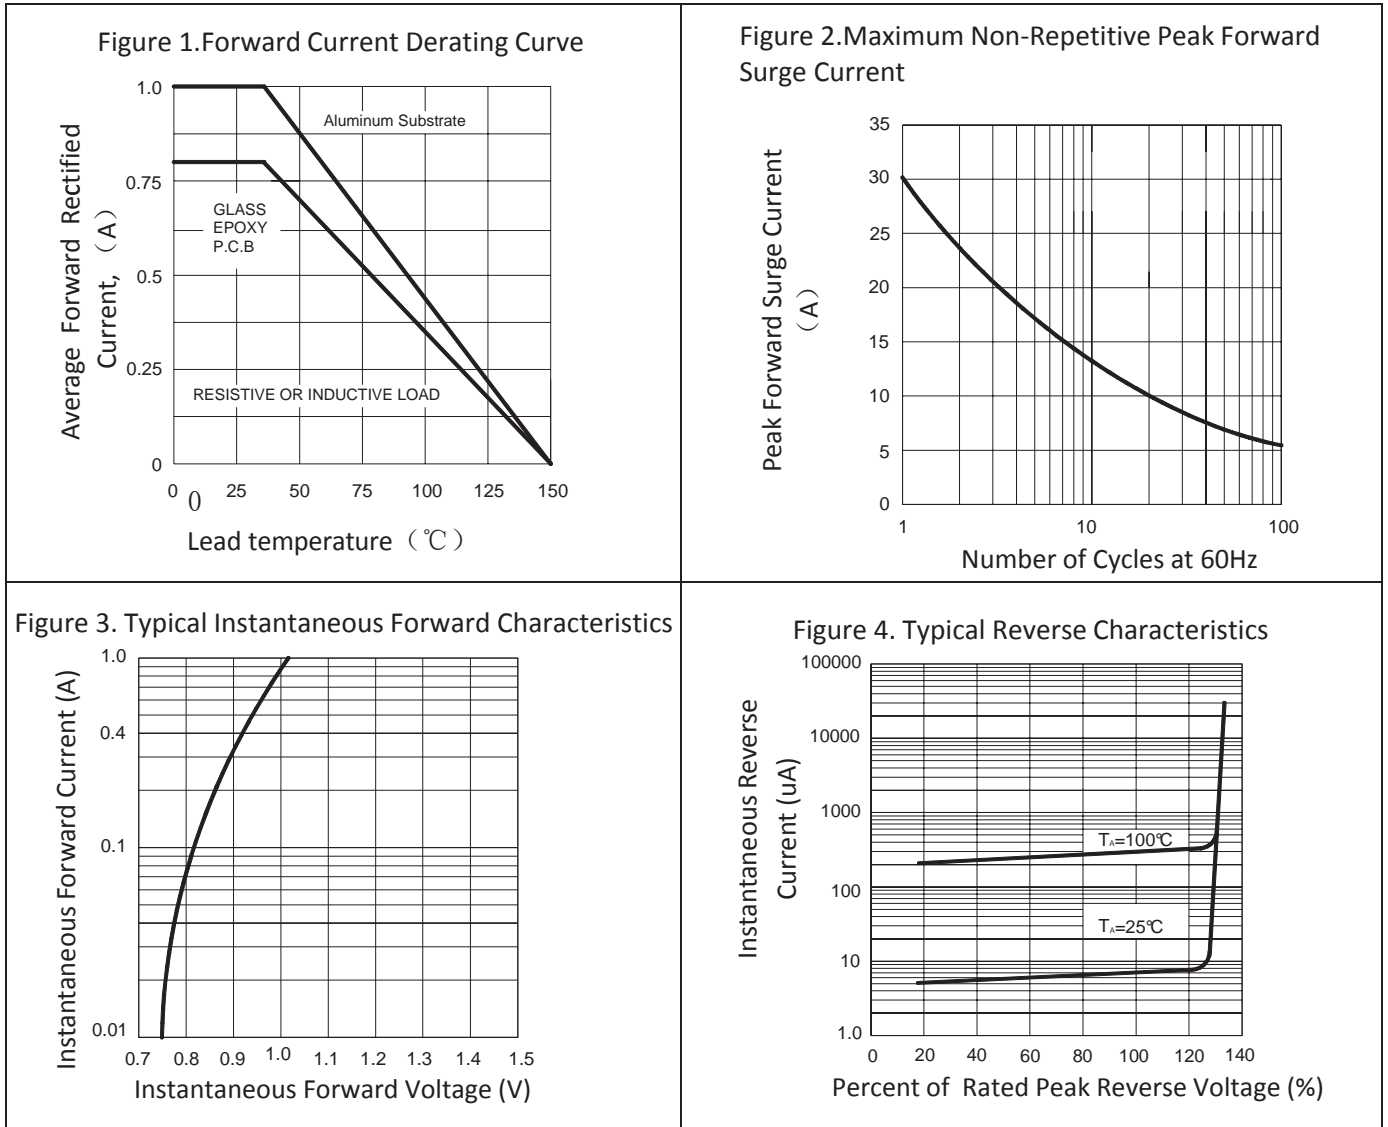 Figure 1.Forward Current Derating Curve
Average Forward Rectified
Current, （A）
1.0
0.75
0.5
0.25
0
Aluminum Substrate
GLASS
EPOXY
P.C.B
RESISTIVE OR INDUCTIVE LOAD
0 25 50 75 100 125 150
0
Lead temperature（℃）
Figure 2.Maximum Non-Repetitive Peak Forward
Surge Current
Peak Forward Surge Current
（A）
35
30
25
20
15
10
5
0
1 10 100
Number of Cycles at 60Hz
Figure 3. Typical Instantaneous Forward Characteristics
Instantaneous Forward Current (A)
1.0
0.4
0.1
0.01
0.7 0.8 0.9 1.0 1.1 1.2 1.3 1.4 1.5
Instantaneous Forward Voltage (V)
Figure 4. Typical Reverse Characteristics
Instantaneous Reverse
Current (uA)
100000
10000
1000
100
10
1.0
TA=100℃
TA=25℃
0 20 40 60 80 100 120 140
Percent of Rated Peak Reverse Voltage (%)